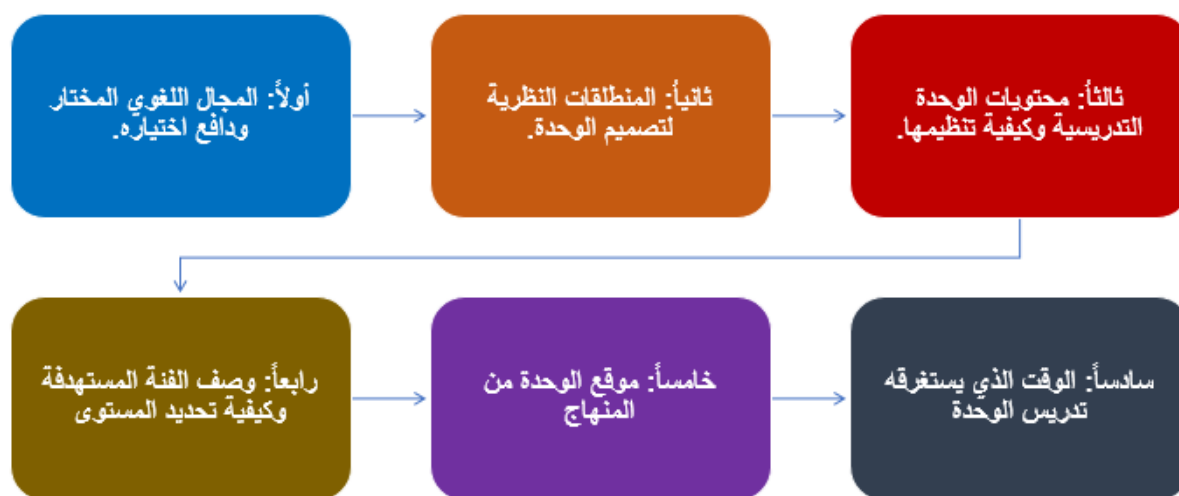 أولاً: المجال اللغوي المختار
ودافع اختياره.
ثانياً: المنطلقات النظرية
لتصميم الوحدة.
ثالثاً: محتويات الوحدة
التدريسية وكيفية تنظيمها.
رابعاً: وصف الفئة المستهدفة
وكيفية تحديد المستوى
خامساً: موقع الوحدة من
المنهاج
سادساً: الوقت الذي يستغرقه
تدريس الوحدة